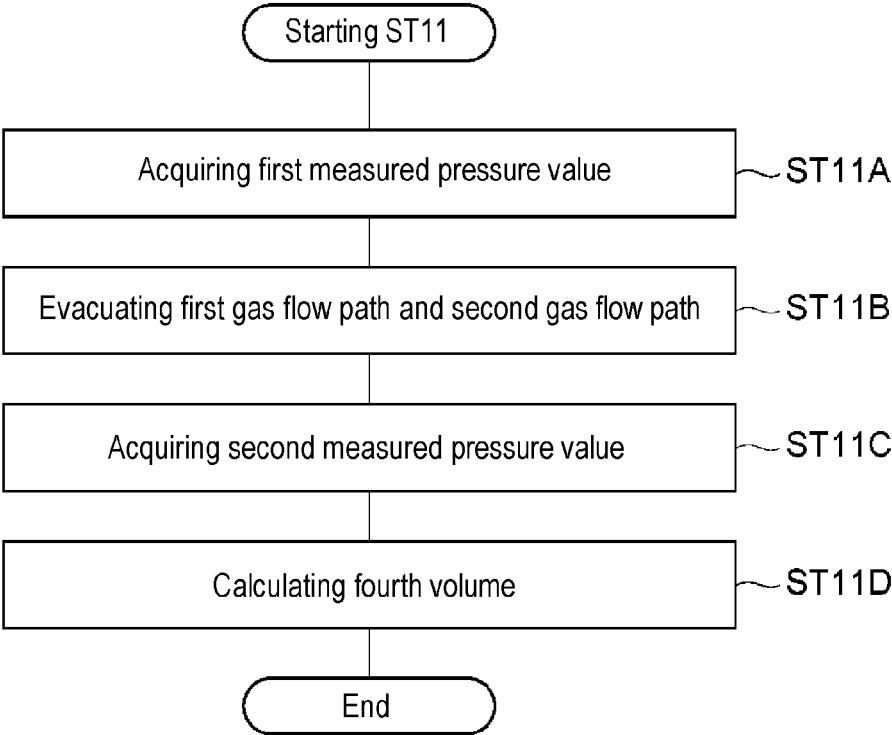 Starting ST11
Acquiring first measured pressure value
ST11A
Evacuating first gas flow path and second gas flow path
ST11B
Acquiring second measured pressure value
ST11C
Calculating fourth volume
ST11D
End